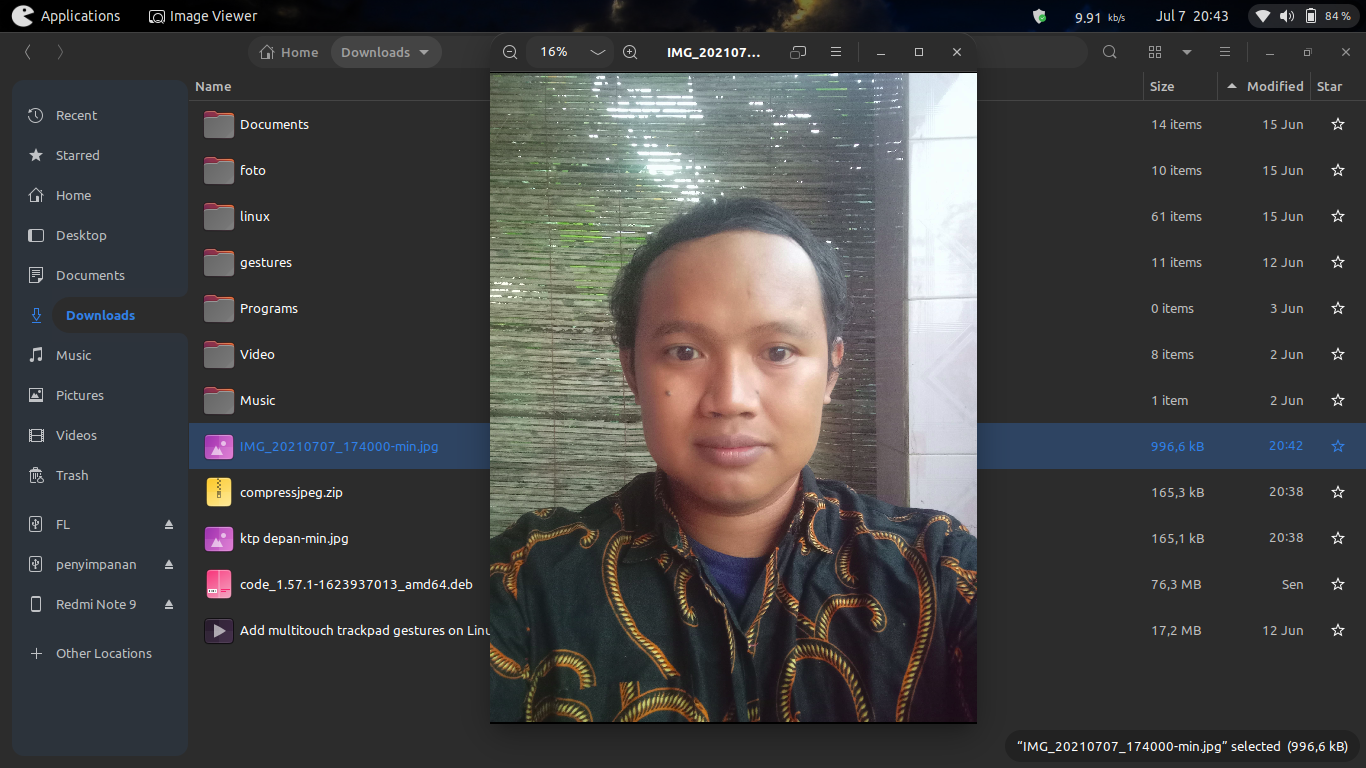 Applications Image Viewer 9.91 kb/s Jul 7 20:43 84 %
Home Downloads 16% IMG_202107...
Name Size Modified Star
Recent
Starred
Home
Desktop
Documents
Downloads
Music
Pictures
Videos
Trash
FL
penyimpanan
Redmi Note 9
Other Locations
Documents 14 items 15 Jun
foto 10 items 15 Jun
linux 61 items 15 Jun
gestures 11 items 12 Jun
Programs 0 items 3 Jun
Video 8 items 2 Jun
Music 1 item 2 Jun
IMG_20210707_174000-min.jpg 996,6 kB 20:42
compressjpeg.zip 165,3 kB 20:38
ktp depan-min.jpg 165,1 kB 20:38
code_1.57.1-1623937013_amd64.deb 76,3 MB Sen
Add multitouch trackpad gestures on Linu 17,2 MB 12 Jun
“IMG_20210707_174000-min.jpg” selected (996,6 kB)